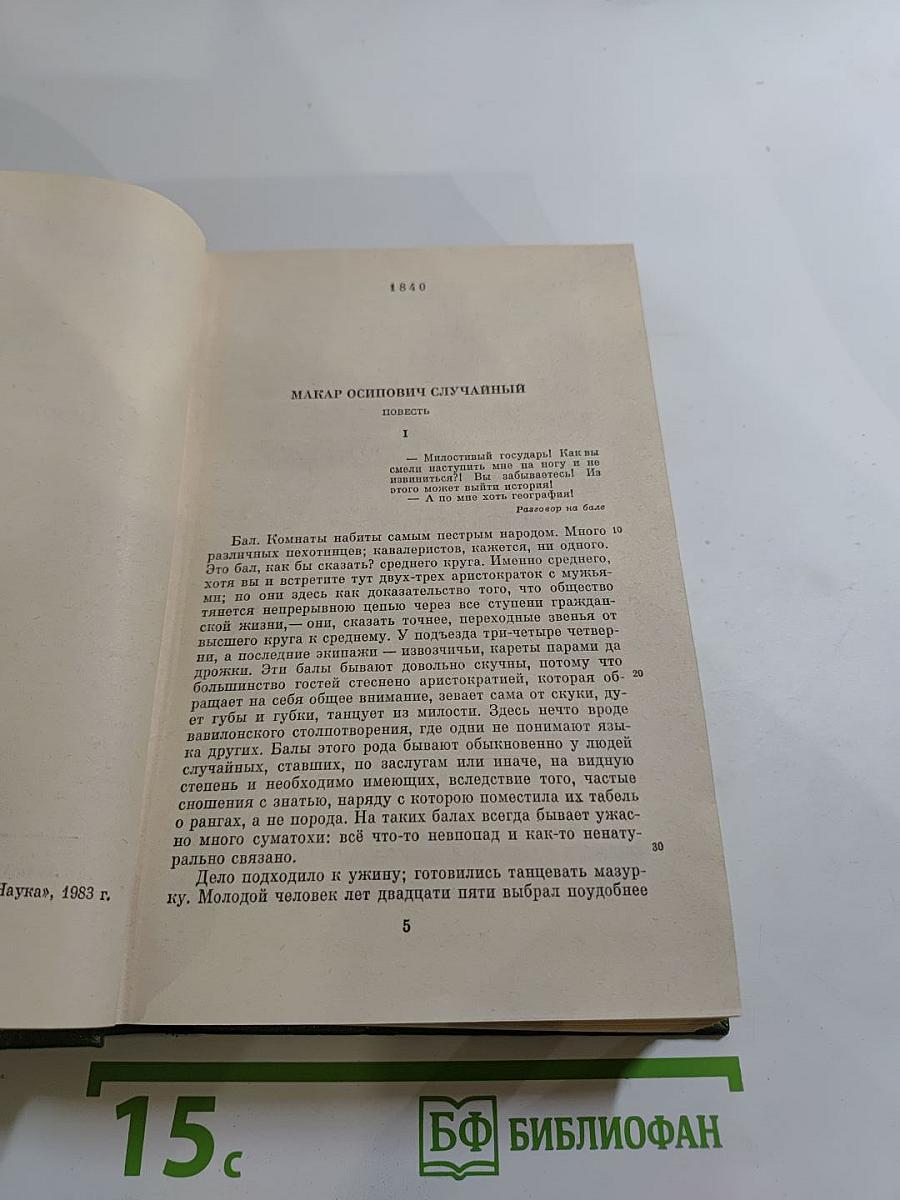 1840
МАКАР ОСИПОВИЧ СЛУЧАЙНЫЙ
ПОВЕСТЬ
I
— Милостивый государь! Как вы
смели наступить мне на ногу и не
извиниться?! Вы забываетесь! Из
этого может выйти история!
— А по мне хоть география!
Разговор на бале
Бал. Комнаты набиты самым пестрым народом. Много 10
различных пехотинцев; кавалеристов, кажется, ни одного.
Это бал, как бы сказать? среднего круга. Именно среднего,
хотя вы и встретите тут двух-трех аристократок с мужья-
ми; но они здесь как доказательство того, что общество
тянется непрерывною цепью через все ступени граждан-
ской жизни,— они, сказать точнее, переходные звенья от
высшего круга к среднему. У подъезда три-четыре четвер-
ни, а последние экипажи — извозчичьи, кареты парами да
дрожки. Эти балы бывают довольно скучны, потому что
большинство гостей стеснено аристократией, которая об- 20
ращает на себя общее внимание, зевает сама от скуки, ду-
ет губы и губки, танцует из милости. Здесь нечто вроде
вавилонского столпотворения, где одни не понимают язы-
ка других. Балы этого рода бывают обыкновенно у людей
случайных, ставших, по заслугам или иначе, на видную
степень и необходимо имеющих, вследствие того, частые
сношения с знатью, наряду с которою поместила их табель
о рангах, а не порода. На таких балах всегда бывает ужас-
но много суматохи: всё что-то невпопад и как-то ненату-
рально связано. 30
Дело подходило к ужину; готовились танцевать мазур-
ку. Молодой человек лет двадцати пяти выбрал поудобнее
5
Наука», 1983 г.
15 с
БФ БИБЛИОФАН